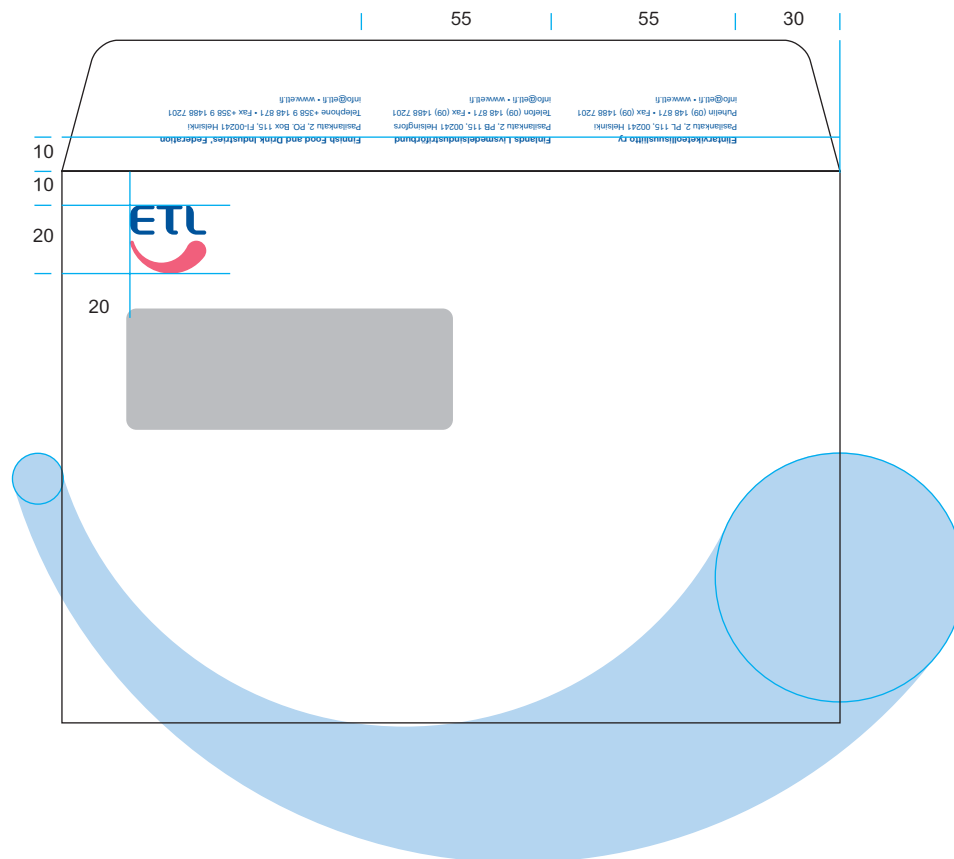 55 55 30
Elintarviketeollisuusliitto ry
Pasilankatu 2, PL 115, 00241 Helsinki
Puhelin (09) 148 871 • Fax (09) 1488 7201
info@etl.fi • www.etl.fi
Finlands Livsmedelsindustriförbund
Pasilankatu 2, PB 115, 00241 Helsingfors
Telefon (09) 148 871 • Fax (09) 1488 7201
info@etl.fi • www.etl.fi
Finnish Food and Drink Industries' Federation
Pasilankatu 2, P.O. Box 115, FI-00241 Helsinki
Telephone +358 9 148 871 • Fax +358 9 1488 7201
info@etl.fi • www.etl.fi
10
10
20
ETL
20